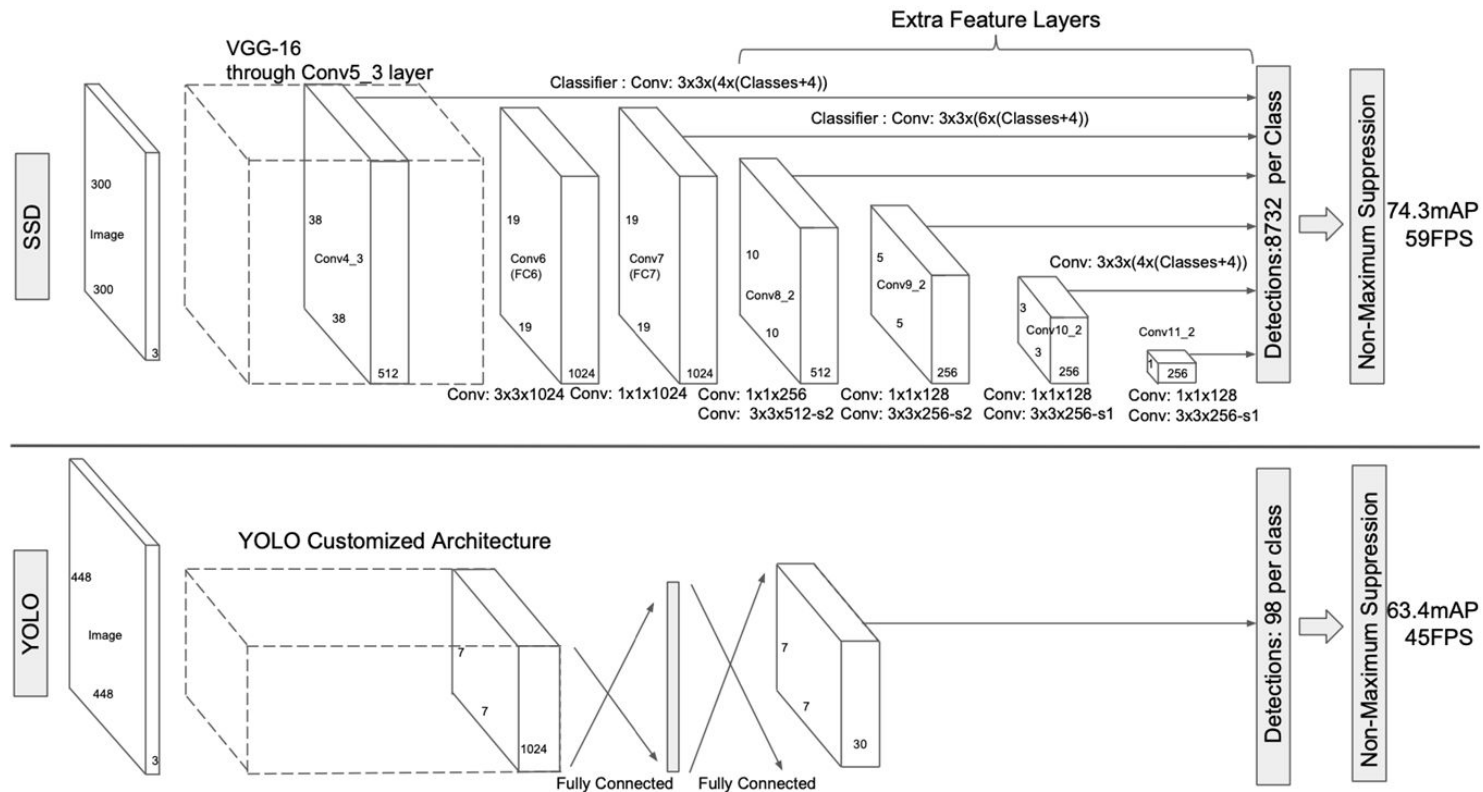 Extra Feature Layers
VGG-16
through Conv5_3 layer
Classifier : Conv: 3x3x(4x(Classes+4))
Classifier : Conv: 3x3x(6x(Classes+4))
SSD
300
Image
300
3
38
Conv4_3
38
512
19
Conv6
(FC6)
19
1024
19
Conv7
(FC7)
19
1024
10
Conv8_2
10
512
5
Conv9_2
5
256
Conv: 3x3x(4x(Classes+4))
3
Conv10_2
3
256
Conv11_2
1
256
Conv: 3x3x1024
Conv: 1x1x1024
Conv: 1x1x256
Conv: 3x3x512-s2
Conv: 1x1x128
Conv: 3x3x256-s2
Conv: 1x1x128
Conv: 3x3x256-s1
Conv: 1x1x128
Conv: 3x3x256-s1
Detections:8732 per Class
Non-Maximum Suppression
74.3mAP
59FPS
YOLO
448
Image
448
3
YOLO Customized Architecture
7
7
1024
Fully Connected
Fully Connected
7
7
30
Detections: 98 per class
Non-Maximum Suppression
63.4mAP
45FPS